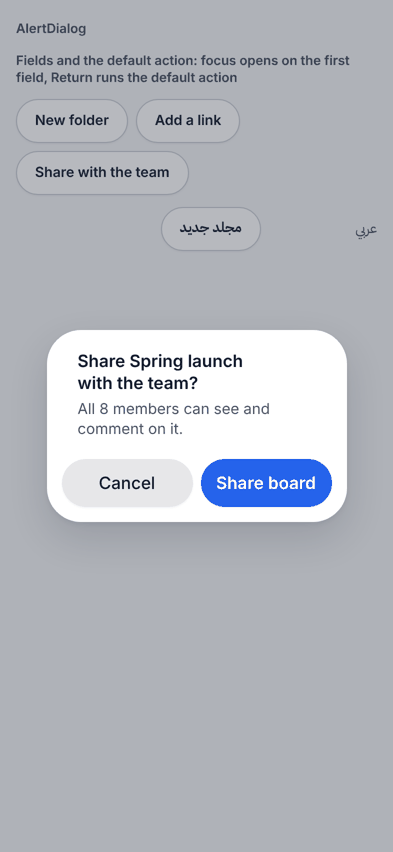 AlertDialog
Fields and the default action: focus opens on the first
field, Return runs the default action
New folder
Add a link
Share with the team
مجلد جديد
عربي
Share Spring launch
with the team?
All 8 members can see and
comment on it.
Cancel
Share board